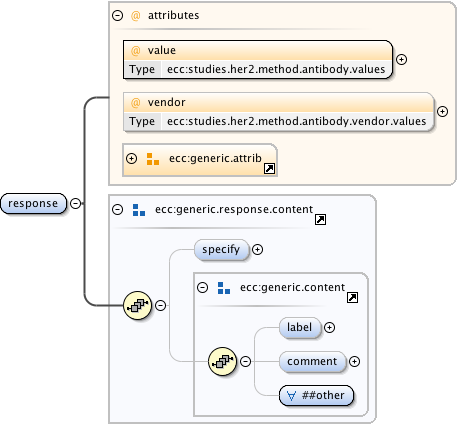 @ attributes
@ value
Type ecc:studies.her2.method.antibody.values
@ vendor
Type ecc:studies.her2.method.antibody.vendor.values
ecc:generic.attrib
response
ecc:generic.response.content
specify
ecc:generic.content
label
comment
∀ ##other